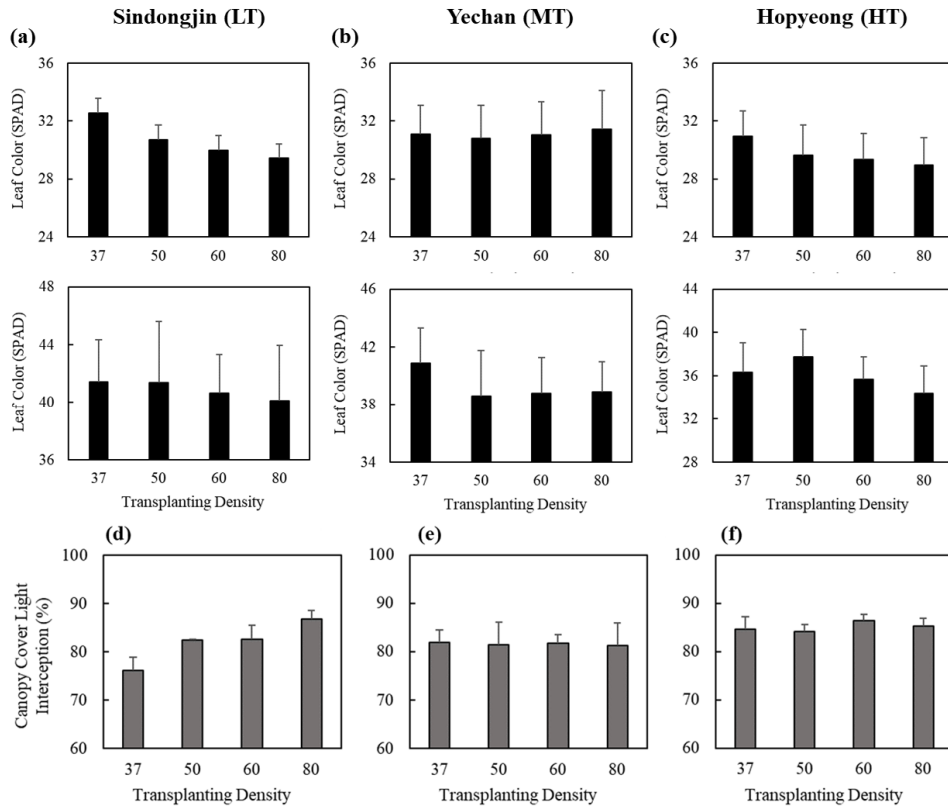 Sindongjin (LT) Yechan (MT) Hopyeong (HT)
(a) (b) (c)
Leaf Color (SPAD)
36
32
28
24
37 50 60 80
Leaf Color (SPAD)
36
32
28
24
37 50 60 80
Leaf Color (SPAD)
36
32
28
24
37 50 60 80
Leaf Color (SPAD)
48
44
40
36
37 50 60 80
Transplanting Density
Leaf Color (SPAD)
46
42
38
34
37 50 60 80
Transplanting Density
Leaf Color (SPAD)
44
40
36
32
28
37 50 60 80
Transplanting Density
(d) (e) (f)
Canopy Cover Light
Interception (%)
100
90
80
70
60
37 50 60 80
Transplanting Density
100
90
80
70
60
37 50 60 80
Transplanting Density
100
90
80
70
60
37 50 60 80
Transplanting Density